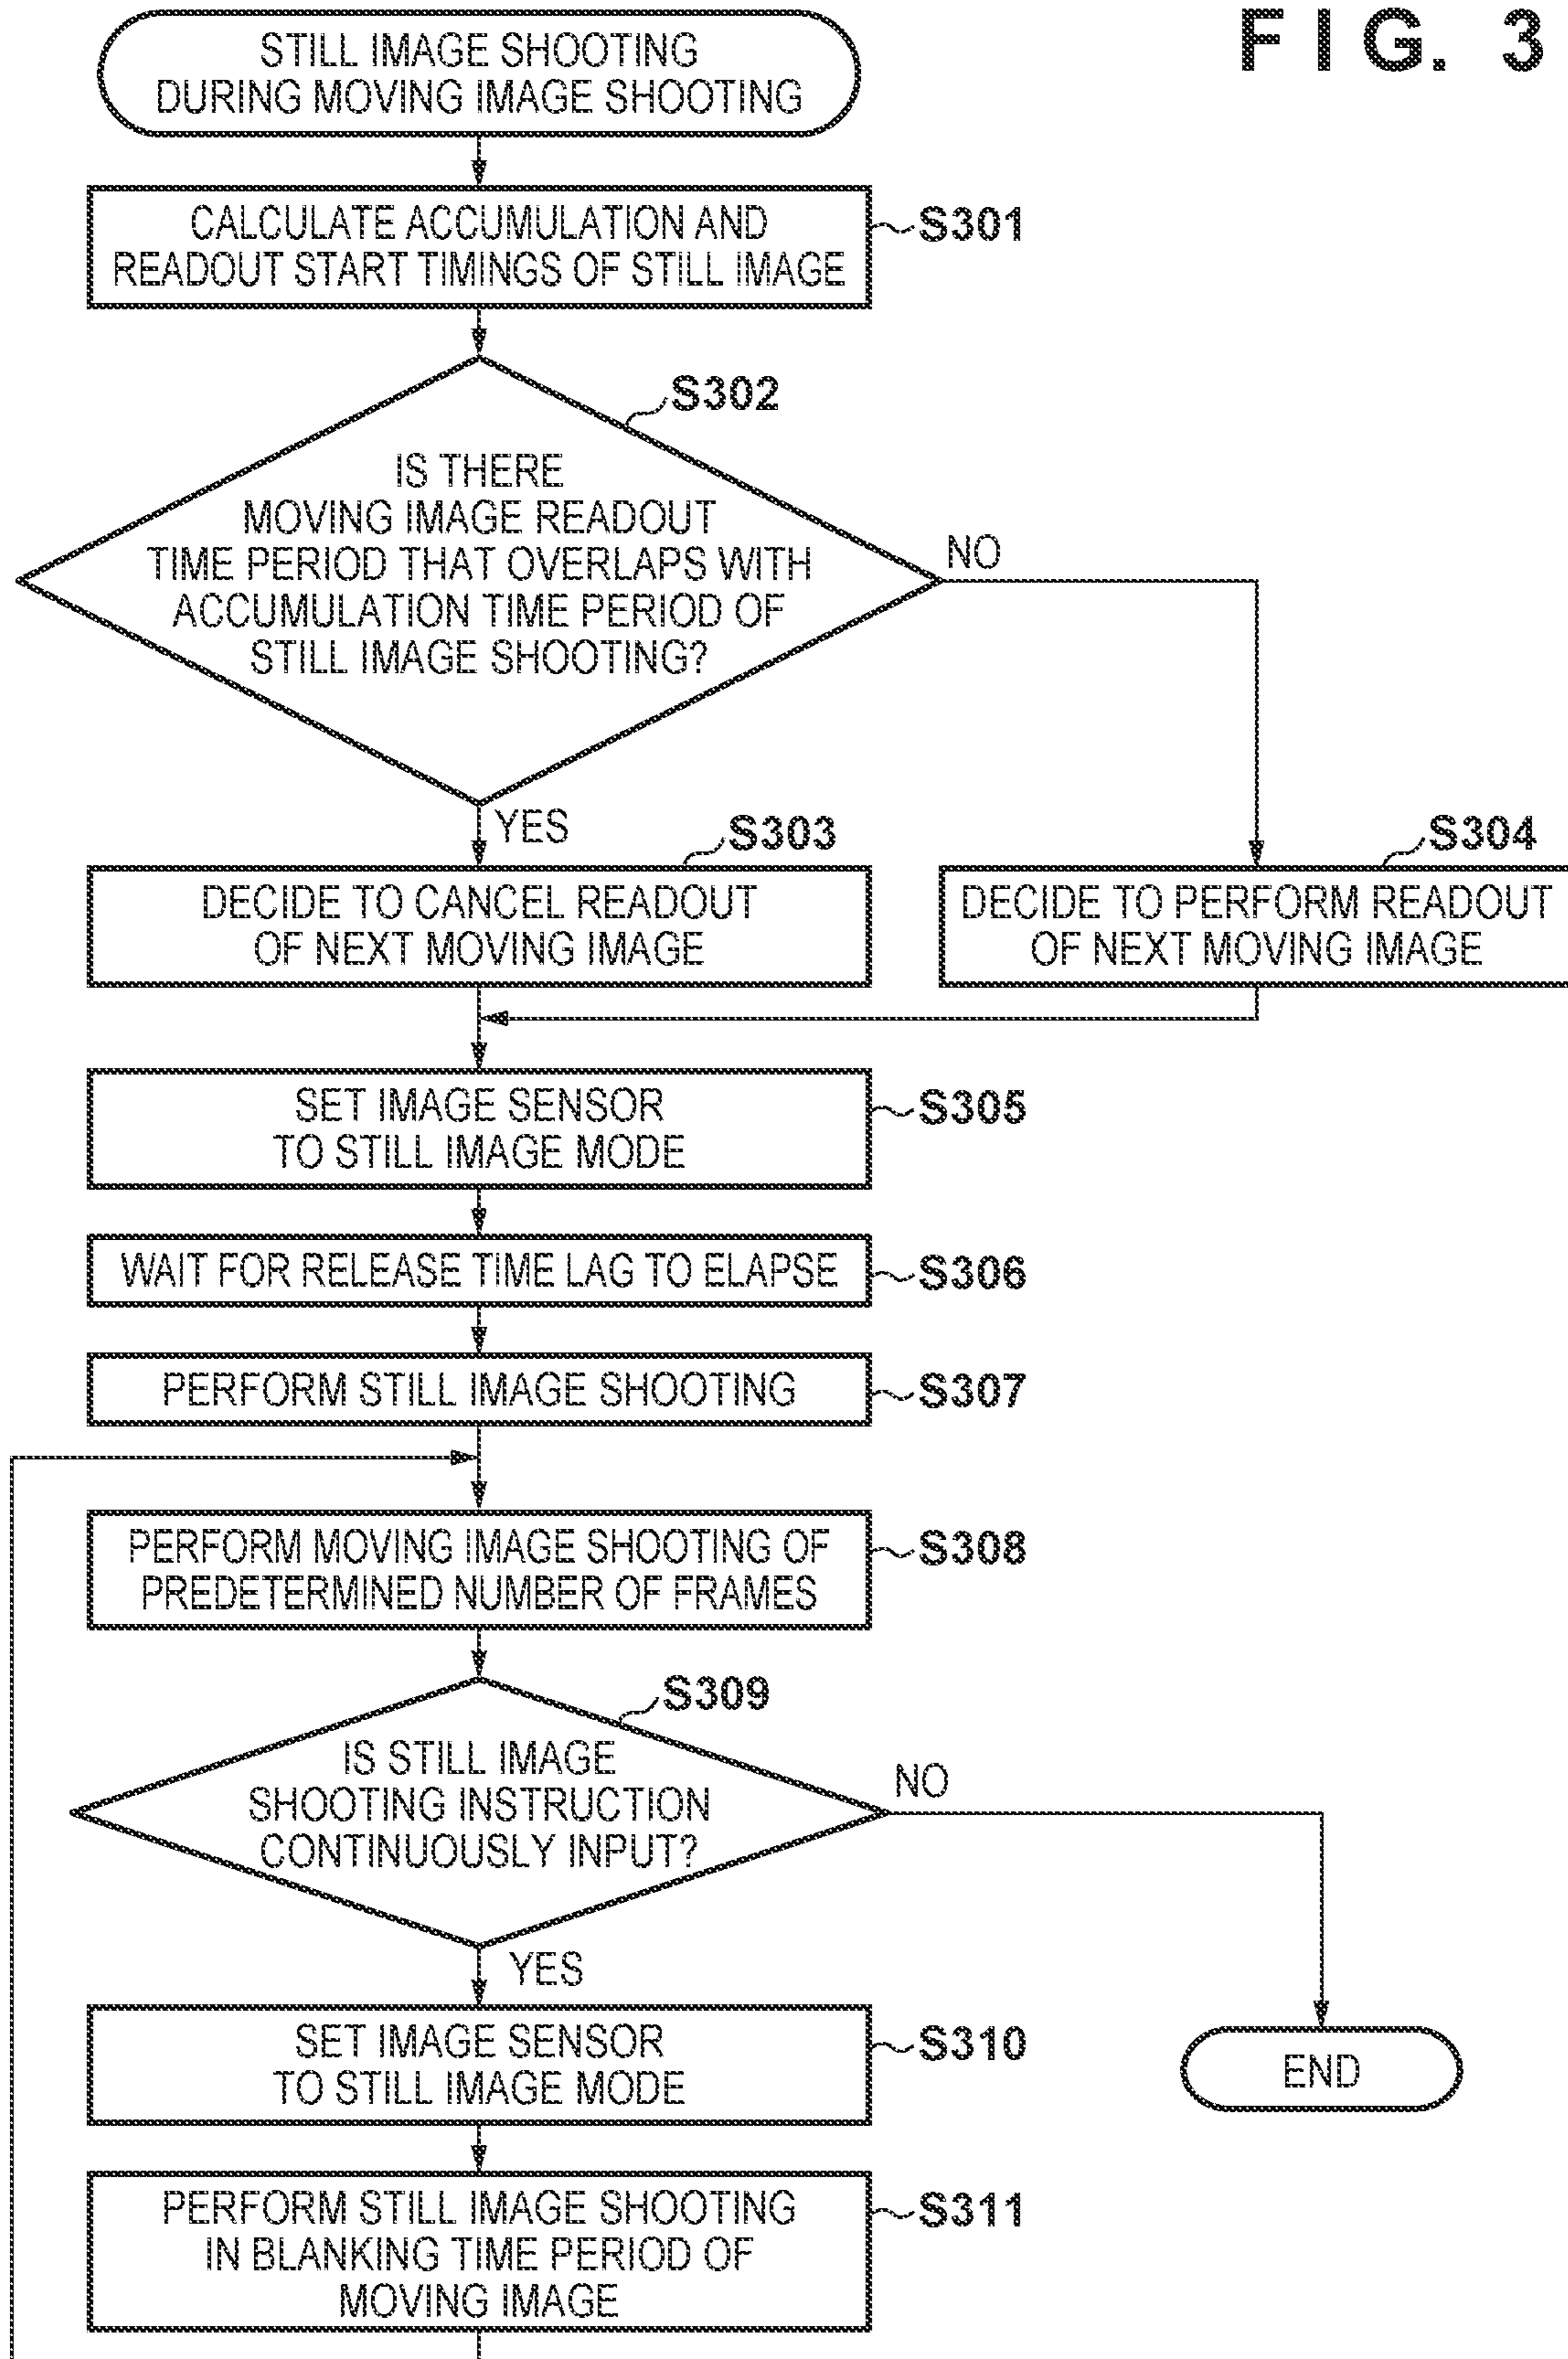 FIG. 3
STILL IMAGE SHOOTING
DURING MOVING IMAGE SHOOTING
CALCULATE ACCUMULATION AND
READOUT START TIMINGS OF STILL IMAGE
S301
S302
IS THERE
MOVING IMAGE READOUT
TIME PERIOD THAT OVERLAPS WITH
ACCUMULATION TIME PERIOD OF
STILL IMAGE SHOOTING?
NO
YES
S303
DECIDE TO CANCEL READOUT
OF NEXT MOVING IMAGE
S304
DECIDE TO PERFORM READOUT
OF NEXT MOVING IMAGE
SET IMAGE SENSOR
TO STILL IMAGE MODE
S305
WAIT FOR RELEASE TIME LAG TO ELAPSE
S306
PERFORM STILL IMAGE SHOOTING
S307
PERFORM MOVING IMAGE SHOOTING OF
PREDETERMINED NUMBER OF FRAMES
S308
S309
IS STILL IMAGE
SHOOTING INSTRUCTION
CONTINUOUSLY INPUT?
NO
YES
SET IMAGE SENSOR
TO STILL IMAGE MODE
S310
END
PERFORM STILL IMAGE SHOOTING
IN BLANKING TIME PERIOD OF
MOVING IMAGE
S311